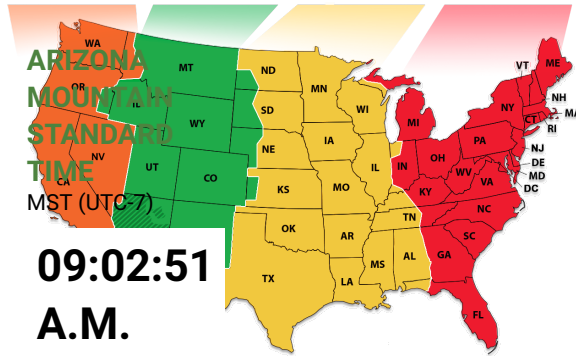 ARIZONA
MOUNTAIN
STANDARD
TIME
MST (UTC-7)
09:02:51
A.M.
WA
OR
CA
NV
ID
MT
WY
UT
CO
ND
SD
NE
KS
OK
TX
MN
IA
MO
AR
LA
WI
IL
MS
AL
TN
MI
IN
OH
KY
WV
VA
NC
SC
GA
FL
PA
NY
VT
ME
NH
MA
CT
RI
NJ
DE
MD
DC